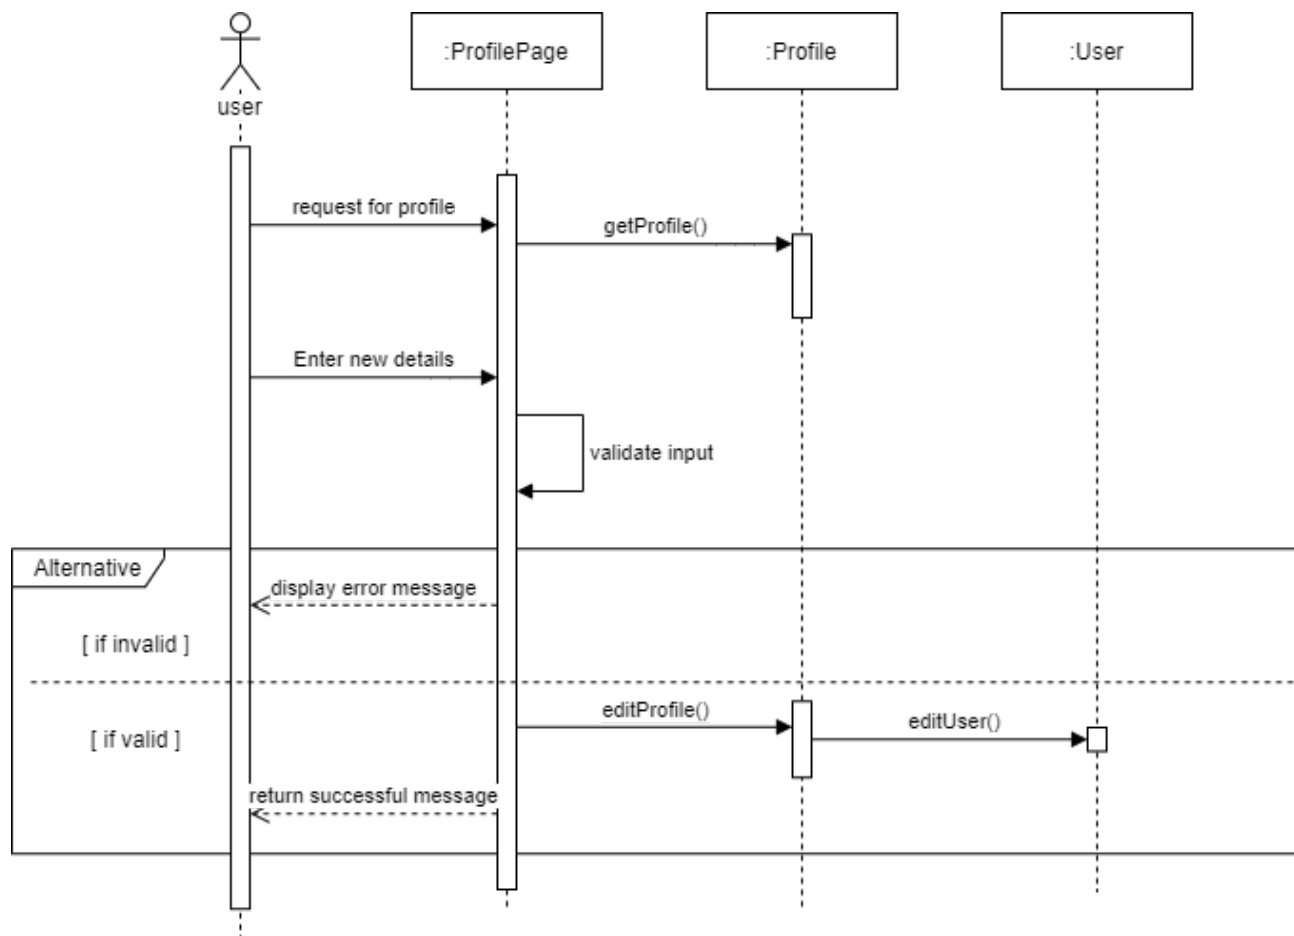 :ProfilePage
:Profile
:User
user
request for profile
getProfile()
Enter new details
validate input
Alternative
display error message
[ if invalid ]
editProfile()
editUser()
[ if valid ]
return successful message